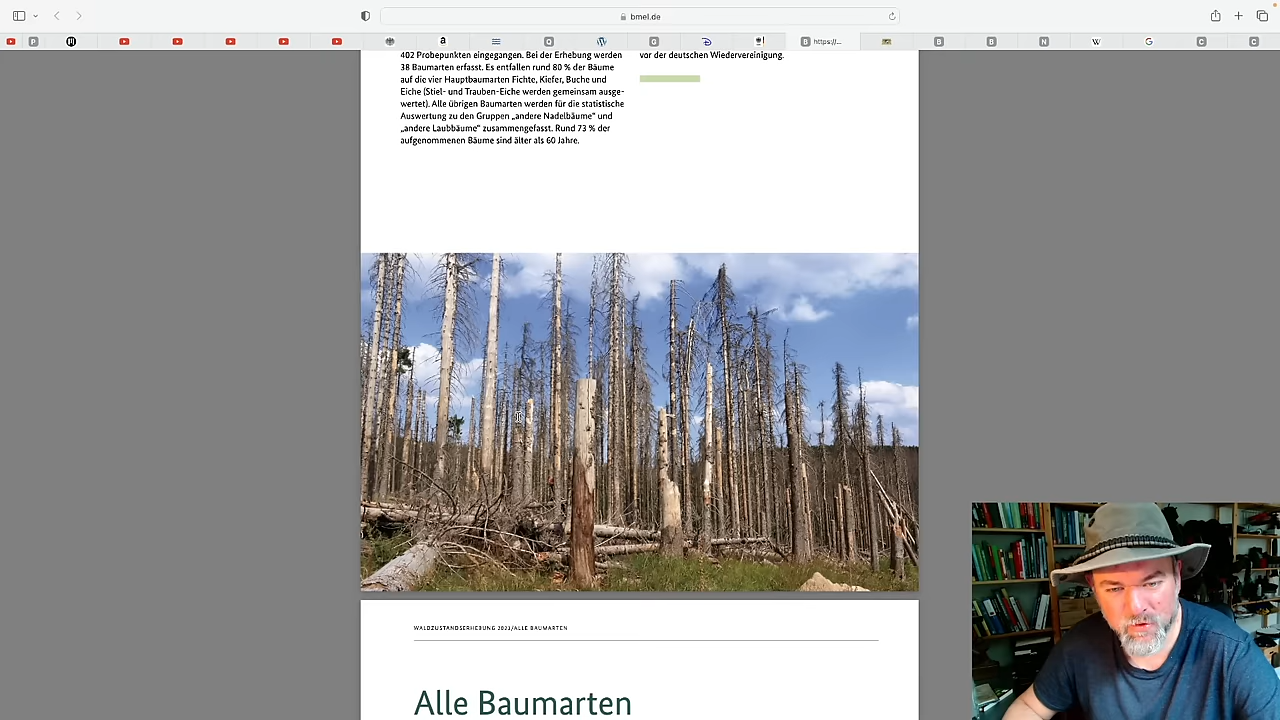 bmel.de
https://...
402 Probepunkten eingegangen. Bei der Erhebung werden
38 Baumarten erfasst. Es entfallen rund 80 % der Bäume
auf die vier Hauptbaumarten Fichte, Kiefer, Buche und
Eiche (Stiel- und Trauben-Eiche werden gemeinsam ausge-
wertet). Alle übrigen Baumarten werden für die statistische
Auswertung zu den Gruppen „andere Nadelbäume“ und
„andere Laubbäume“ zusammengefasst. Rund 73 % der
aufgenommenen Bäume sind älter als 60 Jahre.
vor der deutschen Wiedervereinigung.
WALDZUSTANDSERHEBUNG 2021/ALLE BAUMARTEN
Alle Baumarten